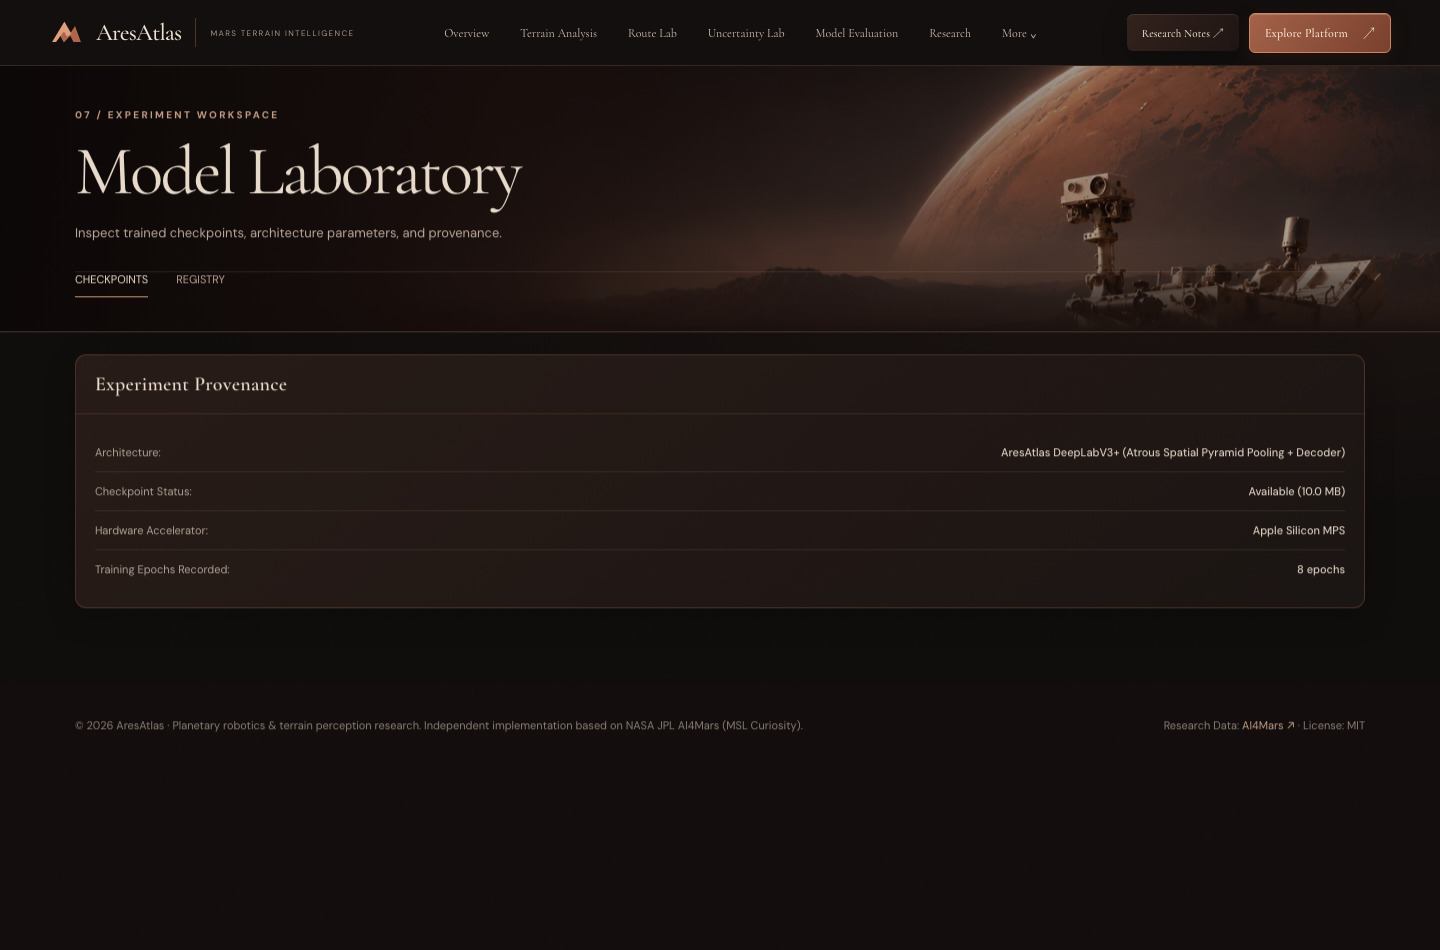 AresAtlas
MARS TERRAIN INTELLIGENCE
Overview
Terrain Analysis
Route Lab
Uncertainty Lab
Model Evaluation
Research
More
Research Notes ↗
Explore Platform ↗
07 / EXPERIMENT WORKSPACE
Model Laboratory
Inspect trained checkpoints, architecture parameters, and provenance.
CHECKPOINTS
REGISTRY
Experiment Provenance
Architecture: AresAtlas DeepLabV3+ (Atrous Spatial Pyramid Pooling + Decoder)
Checkpoint Status: Available (10.0 MB)
Hardware Accelerator: Apple Silicon MPS
Training Epochs Recorded: 8 epochs
© 2026 AresAtlas · Planetary robotics & terrain perception research. Independent implementation based on NASA JPL AI4Mars (MSL Curiosity).
Research Data: AI4Mars ↗ · License: MIT